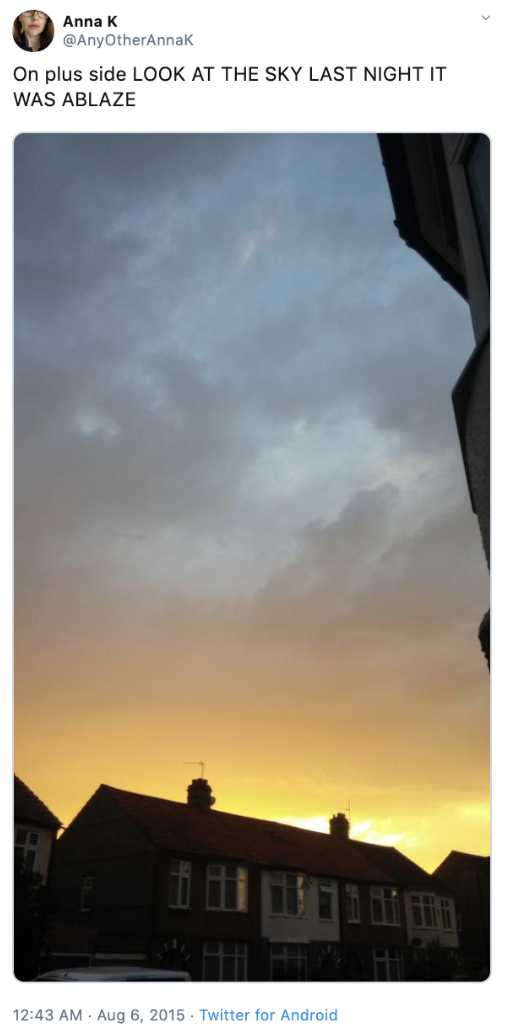 Anna K
@AnyOtherAnnaK
On plus side LOOK AT THE SKY LAST NIGHT IT
WAS ABLAZE
12:43 AM · Aug 6, 2015 · Twitter for Android